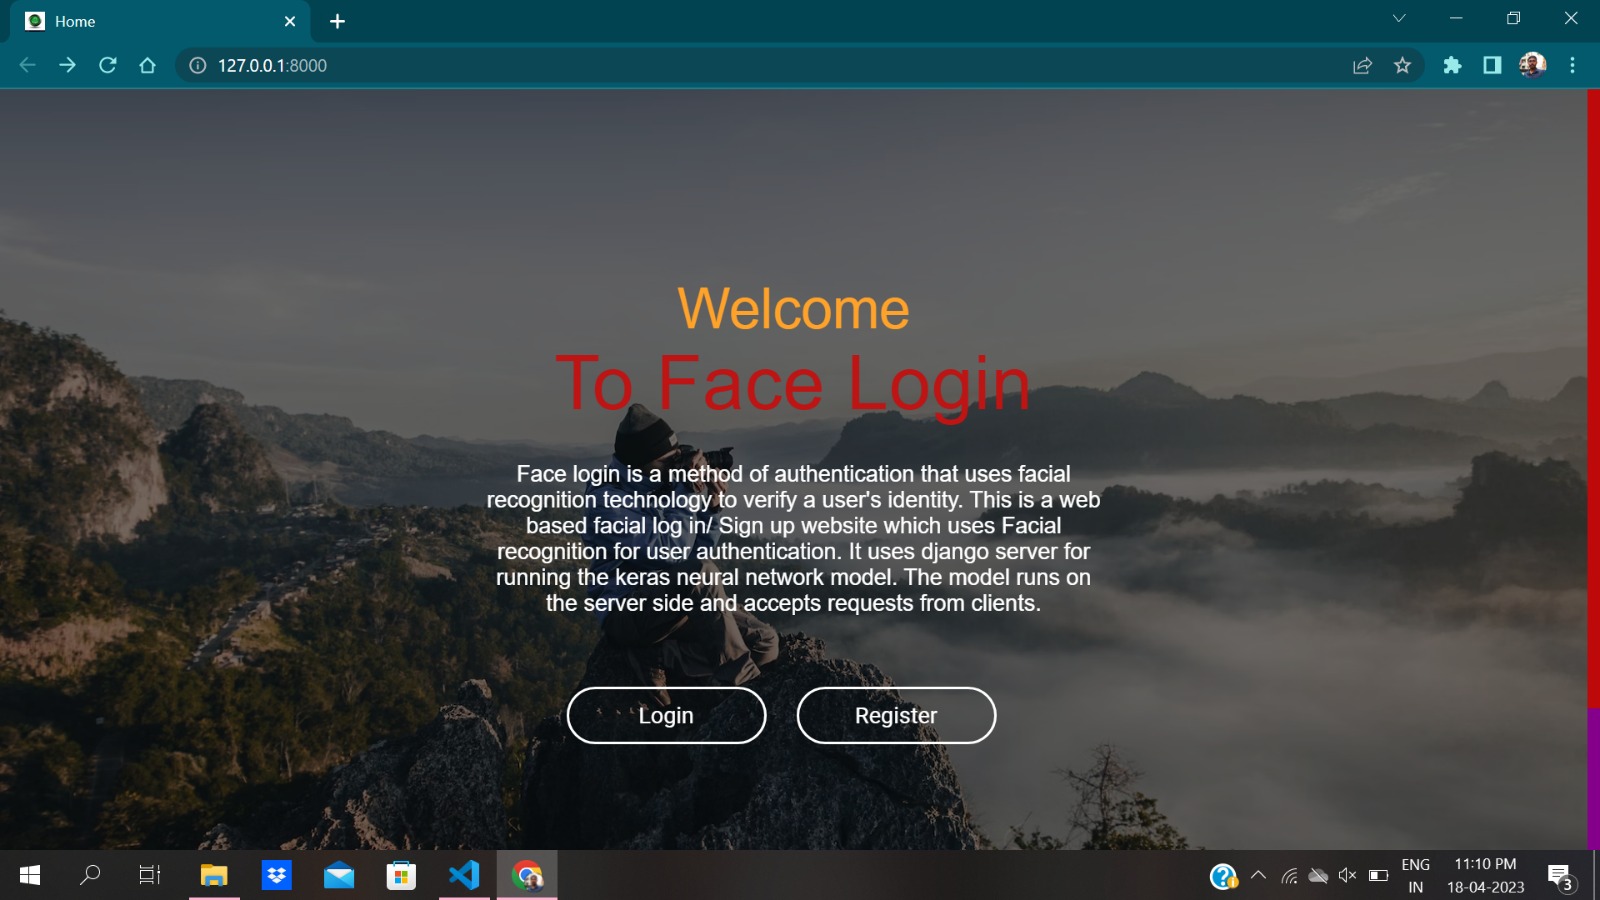 Home
127.0.0.1:8000
Welcome
To Face Login
Face login is a method of authentication that uses facial
recognition technology to verify a user's identity. This is a web
based facial log in/ Sign up website which uses Facial
recognition for user authentication. It uses django server for
running the keras neural network model. The model runs on
the server side and accepts requests from clients.
Login
Register
ENG
IN
11:10 PM
18-04-2023
3